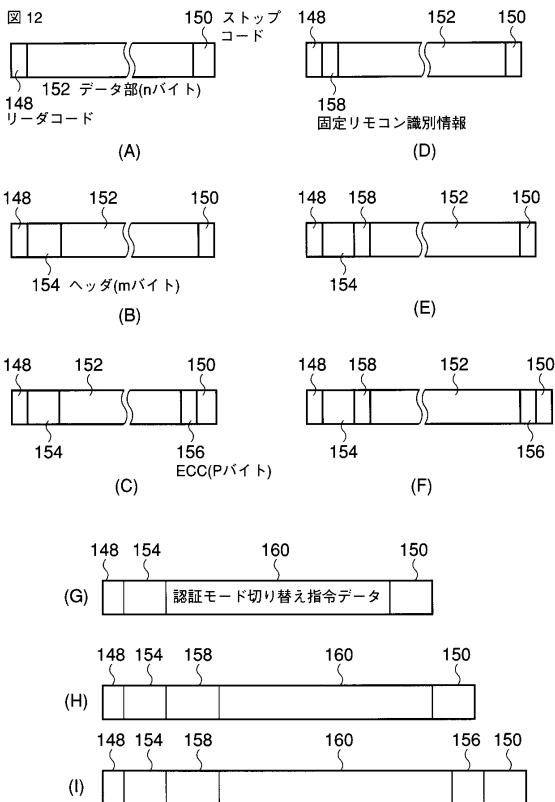 図 12
150 ストップ
コード
152 データ部(nバイト)
148
リーダコード
(A)
148 152 150
158
固定リモコン識別情報
(D)
148 152 150
154 ヘッダ(mバイト)
(B)
148 158 152 150
154
(E)
148 152 150
154 156
ECC(Pバイト)
(C)
148 158 152 150
154 156
(F)
148 154 160 150
(G) 認証モード切り替え指令データ
148 154 158 160 150
(H)
148 154 158 160 156 150
(I)